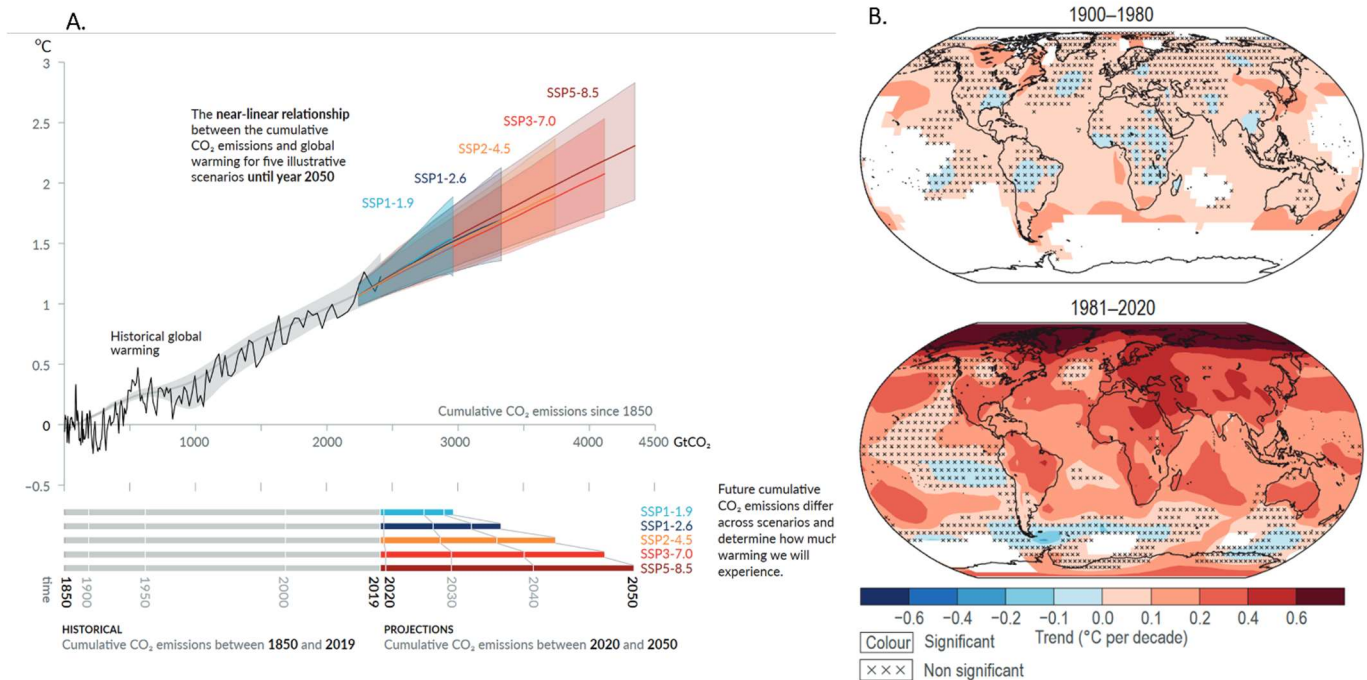 A.
°C
3
2.5
2
1.5
1
0.5
0
−0.5
The near-linear relationship
between the cumulative
CO₂ emissions and global
warming for five illustrative
scenarios until year 2050
SSP5-8.5
SSP3-7.0
SSP2-4.5
SSP1-2.6
SSP1-1.9
Historical global
warming
Cumulative CO₂ emissions since 1850
1000
2000
3000
4000
4500
GtCO₂
SSP1-1.9
SSP1-2.6
SSP2-4.5
SSP3-7.0
SSP5-8.5
Future cumulative
CO₂ emissions differ
across scenarios and
determine how much
warming we will
experience.
time
1850
1900
1950
2000
2019
2020
2030
2040
2050
HISTORICAL
Cumulative CO₂ emissions between 1850 and 2019
PROJECTIONS
Cumulative CO₂ emissions between 2020 and 2050
B.
1900–1980
1981–2020
−0.6 −0.4 −0.2 −0.1 0.0 0.1 0.2 0.4 0.6
Trend (°C per decade)
Colour Significant
××× Non significant